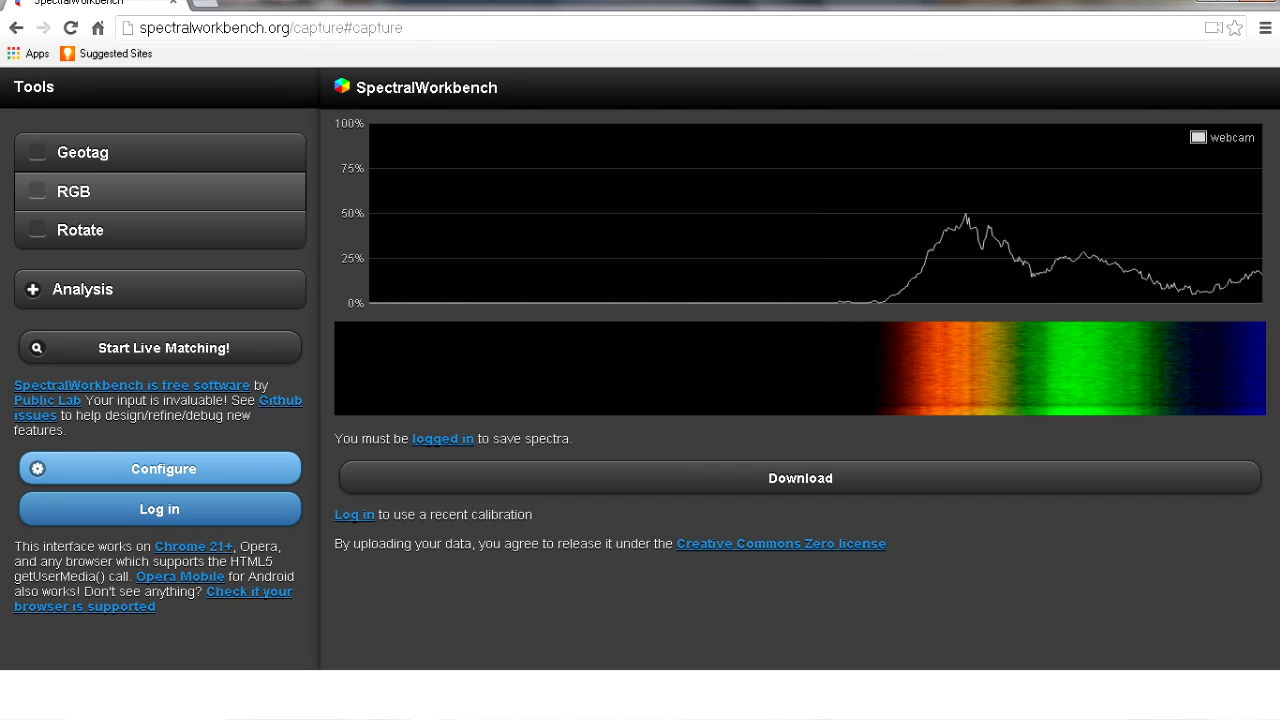 SpectralWorkbench
spectralworkbench.org/capture#capture
Apps Suggested Sites
Tools
Geotag
RGB
Rotate
Analysis
Start Live Matching!
SpectralWorkbench is free software by
Public Lab Your input is invaluable! See Github
issues to help design/refine/debug new
features.
Configure
Log in
This interface works on Chrome 21+, Opera,
and any browser which supports the HTML5
getUserMedia() call. Opera Mobile for Android
also works! Don't see anything? Check if your
browser is supported
SpectralWorkbench
100%
webcam
75%
50%
25%
0%
You must be logged in to save spectra.
Download
Log in to use a recent calibration
By uploading your data, you agree to release it under the Creative Commons Zero license